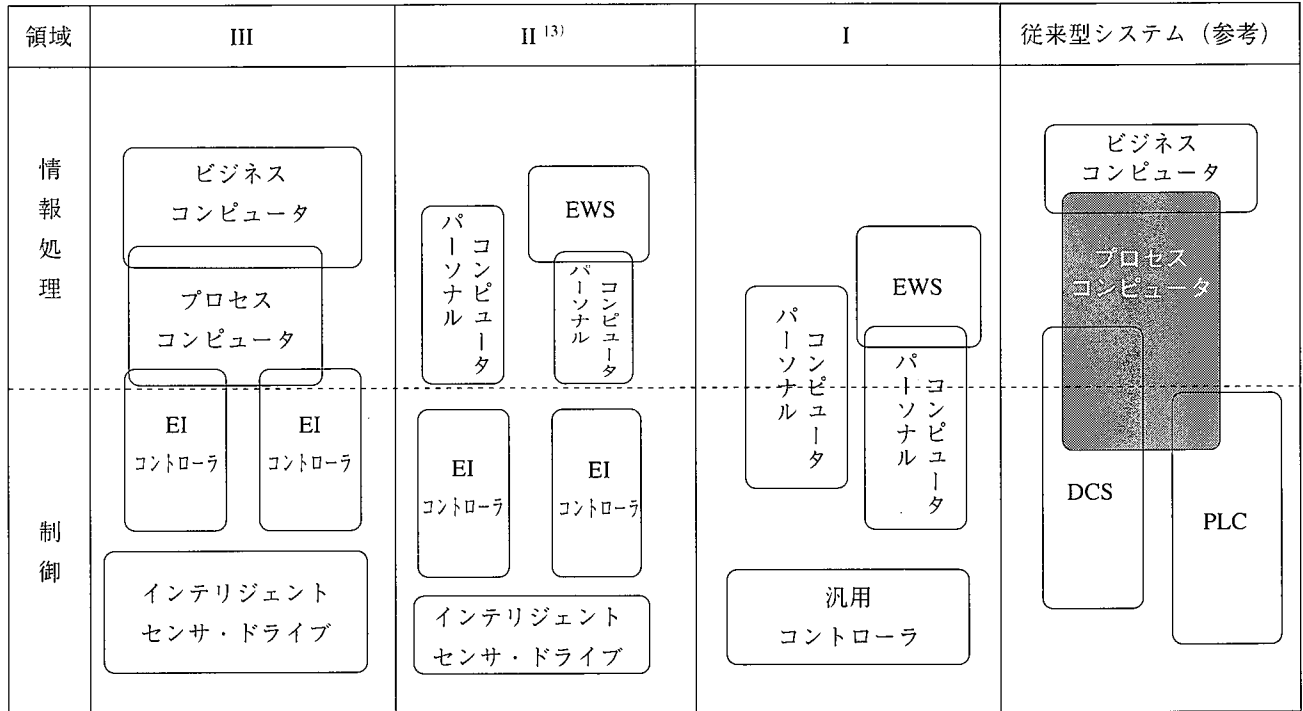 領域
III
II 13)
I
従来型システム（参考）
情報処理
ビジネス
コンピュータ
プロセス
コンピュータ
パーソナル
コンピュータ
EWS
パーソナル
コンピュータ
パーソナル
コンピュータ
EWS
パーソナル
コンピュータ
ビジネス
コンピュータ
プロセス
コンピュータ
制御
EI
コントローラ
EI
コントローラ
インテリジェント
センサ・ドライブ
EI
コントローラ
EI
コントローラ
インテリジェント
センサ・ドライブ
汎用
コントローラ
DCS
PLC